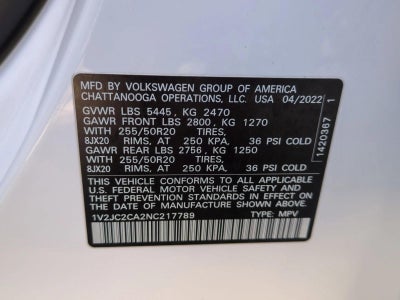 MFD BY VOLKSWAGEN GROUP OF AMERICA
CHATTANOOGA OPERATIONS, LLC. USA 04/2022
GVWR LBS 5445, KG 2470
GAWR FRONT LBS 2800, KG 1270
WITH 255/50R20 TIRES,
8JX20 RIMS, AT 250 KPA, 36 PSI COLD
GAWR REAR LBS 2756, KG 1250
WITH 255/50R20 TIRES,
8JX20 RIMS, AT 250 KPA, 36 PSI COLD
THIS VEHICLE CONFORMS TO ALL APPLICABLE
U.S. FEDERAL MOTOR VEHICLE SAFETY AND
THEFT PREVENTION STANDARDS IN EFFECT ON
THE DATE OF MANUFACTURE SHOWN ABOVE.
1V2JC2CA2NC217789 TYPE: MPV
1420367 1